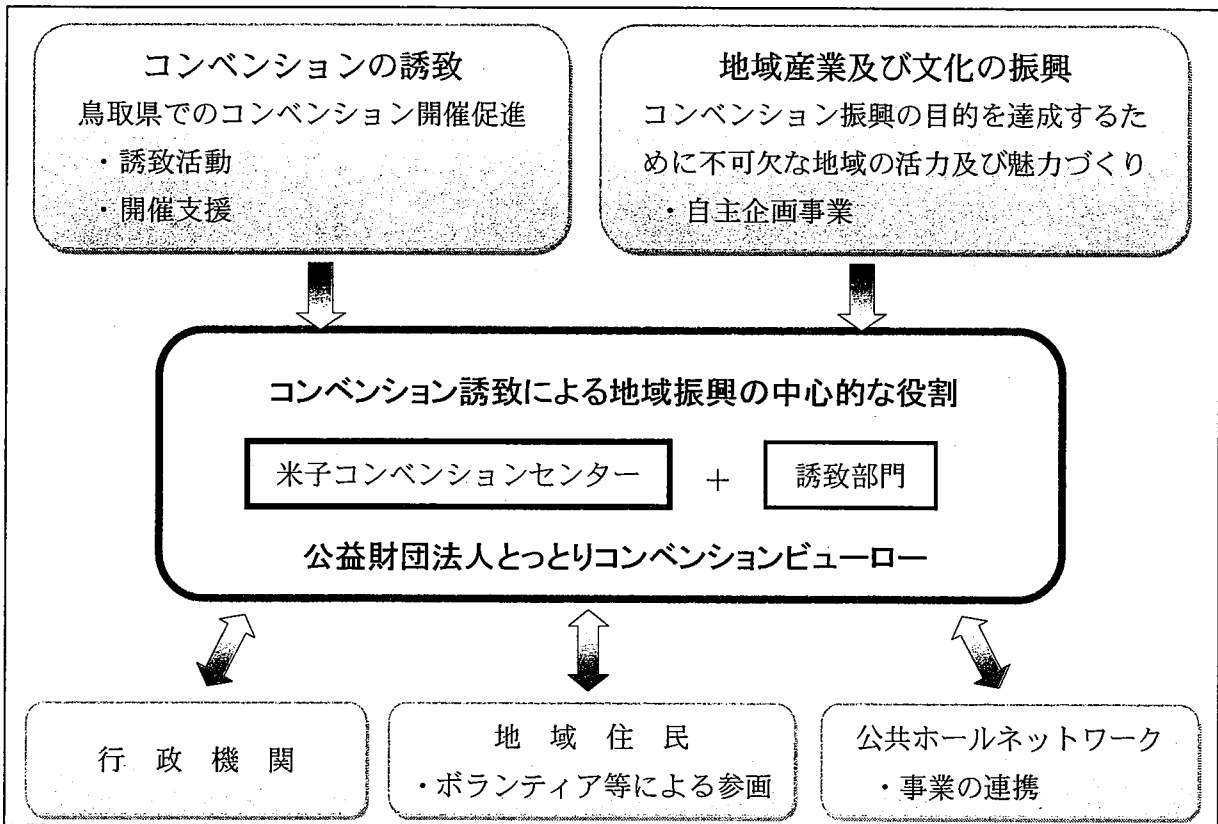 コンベンションの誘致
鳥取県でのコンベンション開催促進
・誘致活動
・開催支援
地域産業及び文化の振興
コンベンション振興の目的を達成するた
めに不可欠な地域の活力及び魅力づくり
・自主企画事業
コンベンション誘致による地域振興の中心的な役割
米子コンベンションセンター + 誘致部門
公益財団法人とっとりコンベンションビューロー
行政機関
地域住民
・ボランティア等による参画
公共ホールネットワーク
・事業の連携